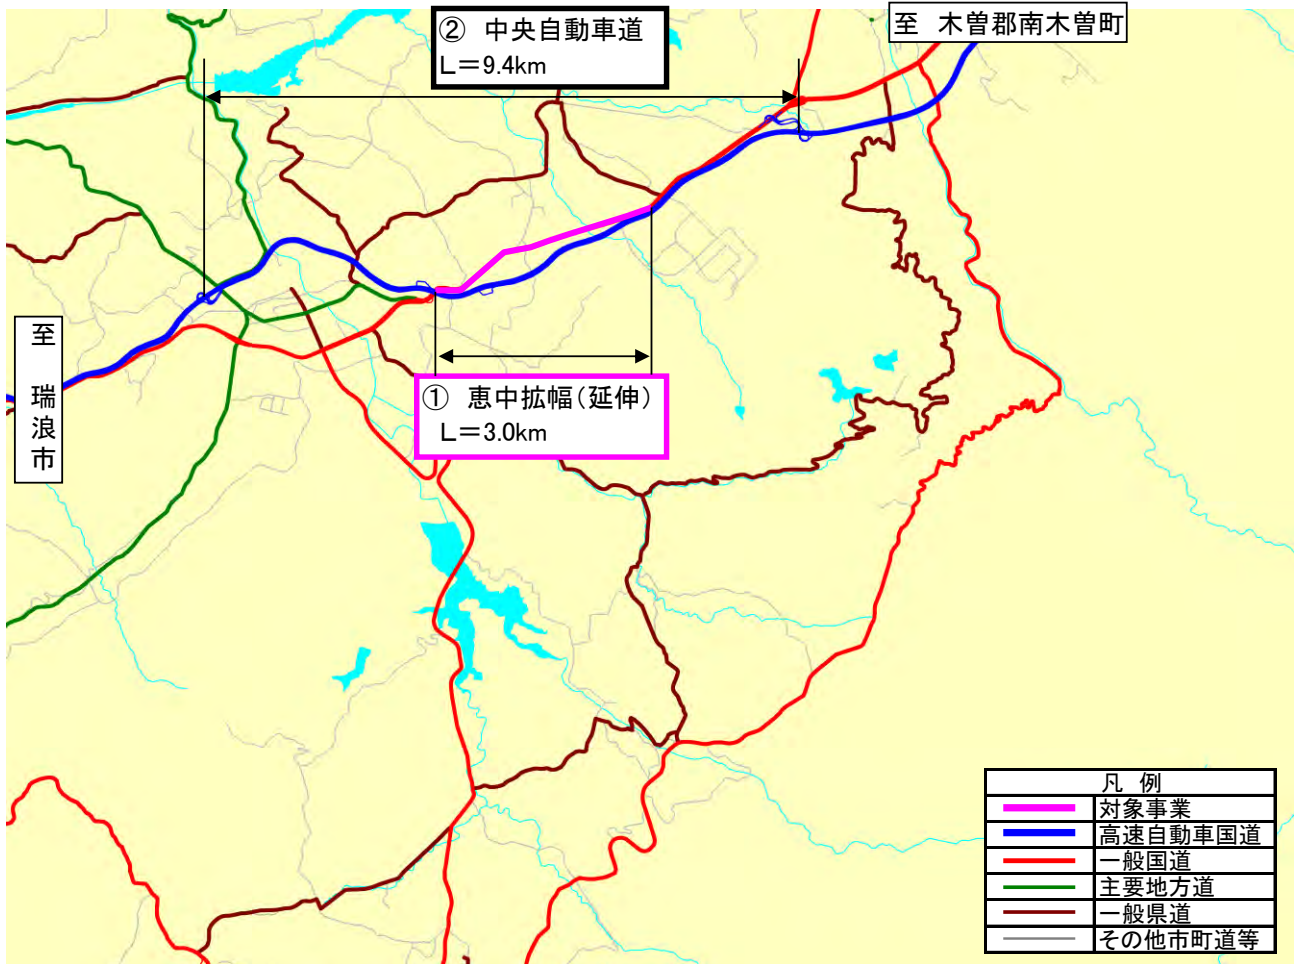 ② 中央自動車道
L=9.4km
至 木曽郡南木曽町
至 瑞浪市
① 恵中拡幅(延伸)
L=3.0km
凡 例
対象事業
高速自動車国道
一般国道
主要地方道
一般県道
その他市町道等